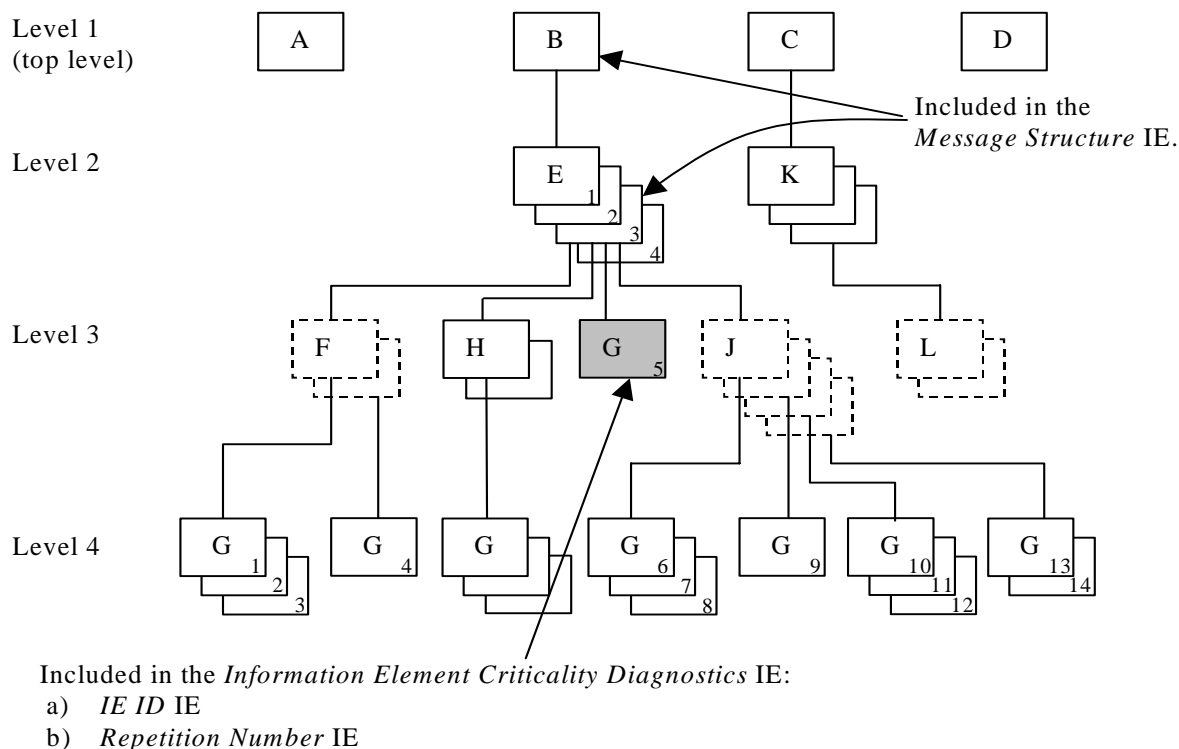 Level 1
(top level)
A
B
C
D
Included in the
Message Structure IE.
Level 2
E
1
2
3
4
K
Level 3
F
H
G
5
J
L
Level 4
G
1
2
3
G
4
G
G
6
7
8
G
9
G
10
11
12
G
13
14
Included in the Information Element Criticality Diagnostics IE:
a) IE ID IE
b) Repetition Number IE